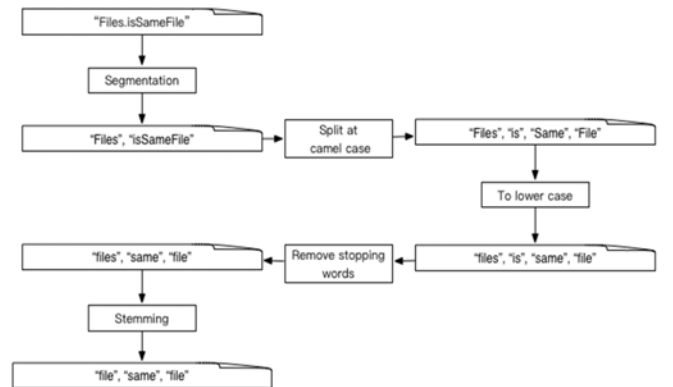 “Files.isSameFile”
Segmentation
“Files”, “isSameFile”
Split at
camel case
“Files”, “is”, “Same”, “File”
To lower case
“files”, “is”, “same”, “file”
Remove stopping
words
“files”, “same”, “file”
Stemming
“file”, “same”, “file”